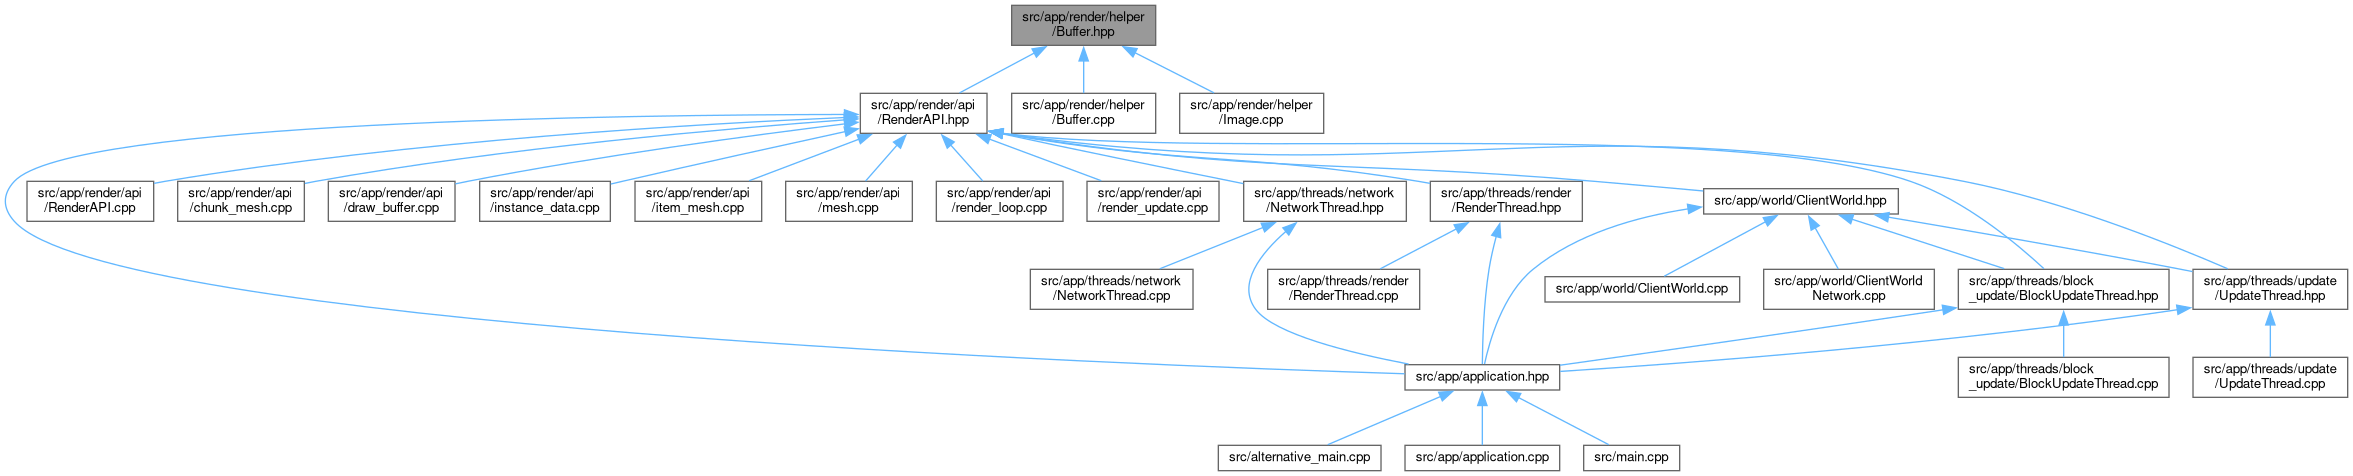 src/app/render/helper
/Buffer.hpp
src/app/render/api
/RenderAPI.hpp
src/app/render/helper
/Buffer.cpp
src/app/render/helper
/Image.cpp
src/app/render/api
/RenderAPI.cpp
src/app/render/api
/chunk_mesh.cpp
src/app/render/api
/draw_buffer.cpp
src/app/render/api
/instance_data.cpp
src/app/render/api
/item_mesh.cpp
src/app/render/api
/mesh.cpp
src/app/render/api
/render_loop.cpp
src/app/render/api
/render_update.cpp
src/app/threads/network
/NetworkThread.hpp
src/app/threads/render
/RenderThread.hpp
src/app/world/ClientWorld.hpp
src/app/threads/network
/NetworkThread.cpp
src/app/threads/render
/RenderThread.cpp
src/app/world/ClientWorld.cpp
src/app/world/ClientWorld
Network.cpp
src/app/threads/block
_update/BlockUpdateThread.hpp
src/app/threads/update
/UpdateThread.hpp
src/app/application.hpp
src/app/threads/block
_update/BlockUpdateThread.cpp
src/app/threads/update
/UpdateThread.cpp
src/alternative_main.cpp
src/app/application.cpp
src/main.cpp